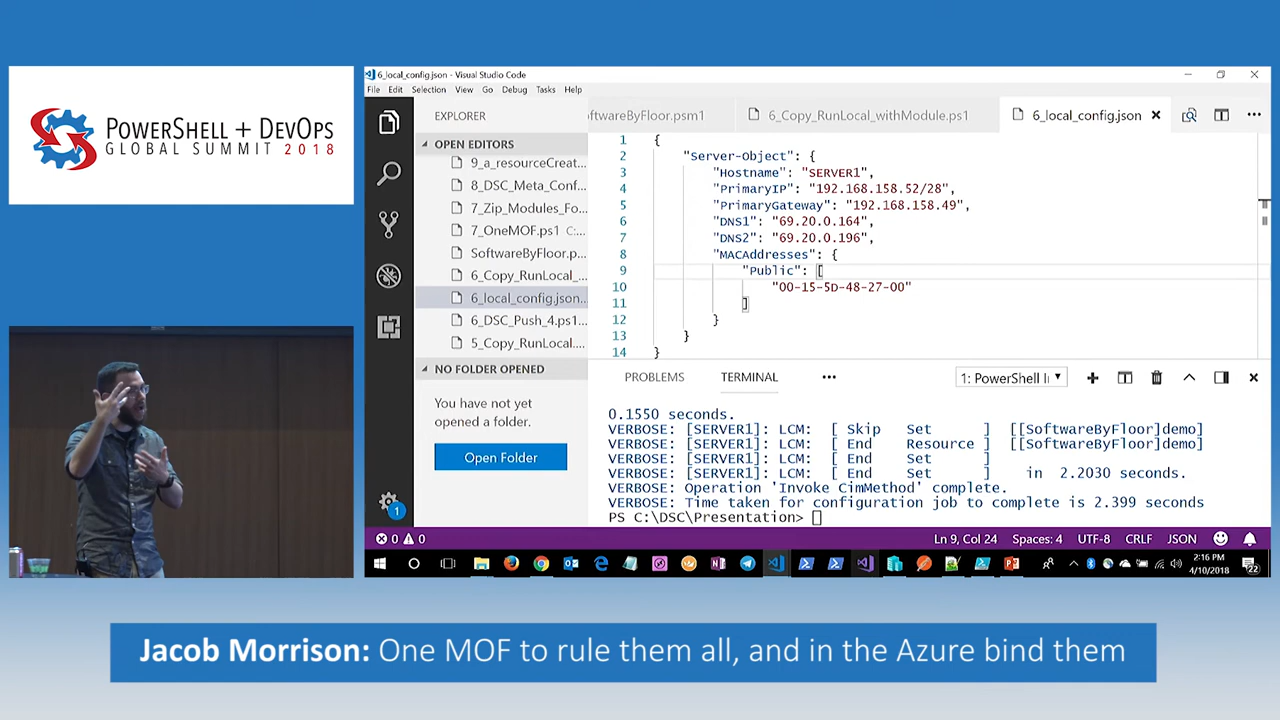 POWERSHELL + DEVOPS
GLOBAL SUMMIT 2018
6_local_config.json - Visual Studio Code
File Edit Selection View Go Debug Tasks Help
EXPLORER
OPEN EDITORS
9_a_resourceCreat...
8_DSC_Meta_Conf...
7_Zip_Modules_Fo...
7_OneMOF.ps1 C:...
SoftwareByFloor.p...
6_Copy_RunLocal_...
6_local_config.json...
6_DSC_Push_4.ps1...
5_Copy_RunLocal....
NO FOLDER OPENED
You have not yet
opened a folder.
Open Folder
oftwareByFloor.psm1 6_Copy_RunLocal_withModule.ps1 6_local_config.json
1 {
2 "Server-Object": {
3 "Hostname": "SERVER1",
4 "PrimaryIP": "192.168.158.52/28",
5 "PrimaryGateway": "192.168.158.49",
6 "DNS1": "69.20.0.164",
7 "DNS2": "69.20.0.196",
8 "MACAddresses": {
9 "Public": [
10 "00-15-5D-48-27-00"
11 ]
12 }
13 }
14 }
PROBLEMS TERMINAL ••• 1: PowerShell I
0.1550 seconds.
VERBOSE: [SERVER1]: LCM: [ Skip Set ] [[SoftwareByFloor]demo]
VERBOSE: [SERVER1]: LCM: [ End Resource ] [[SoftwareByFloor]demo]
VERBOSE: [SERVER1]: LCM: [ End Set ]
VERBOSE: [SERVER1]: LCM: [ End Set ] in 2.2030 seconds.
VERBOSE: Operation 'Invoke CimMethod' complete.
VERBOSE: Time taken for configuration job to complete is 2.399 seconds
PS C:\DSC\Presentation>
1
0 0 Ln 9, Col 24 Spaces: 4 UTF-8 CRLF JSON
2:16 PM
4/10/2018
22
Jacob Morrison: One MOF to rule them all, and in the Azure bind them